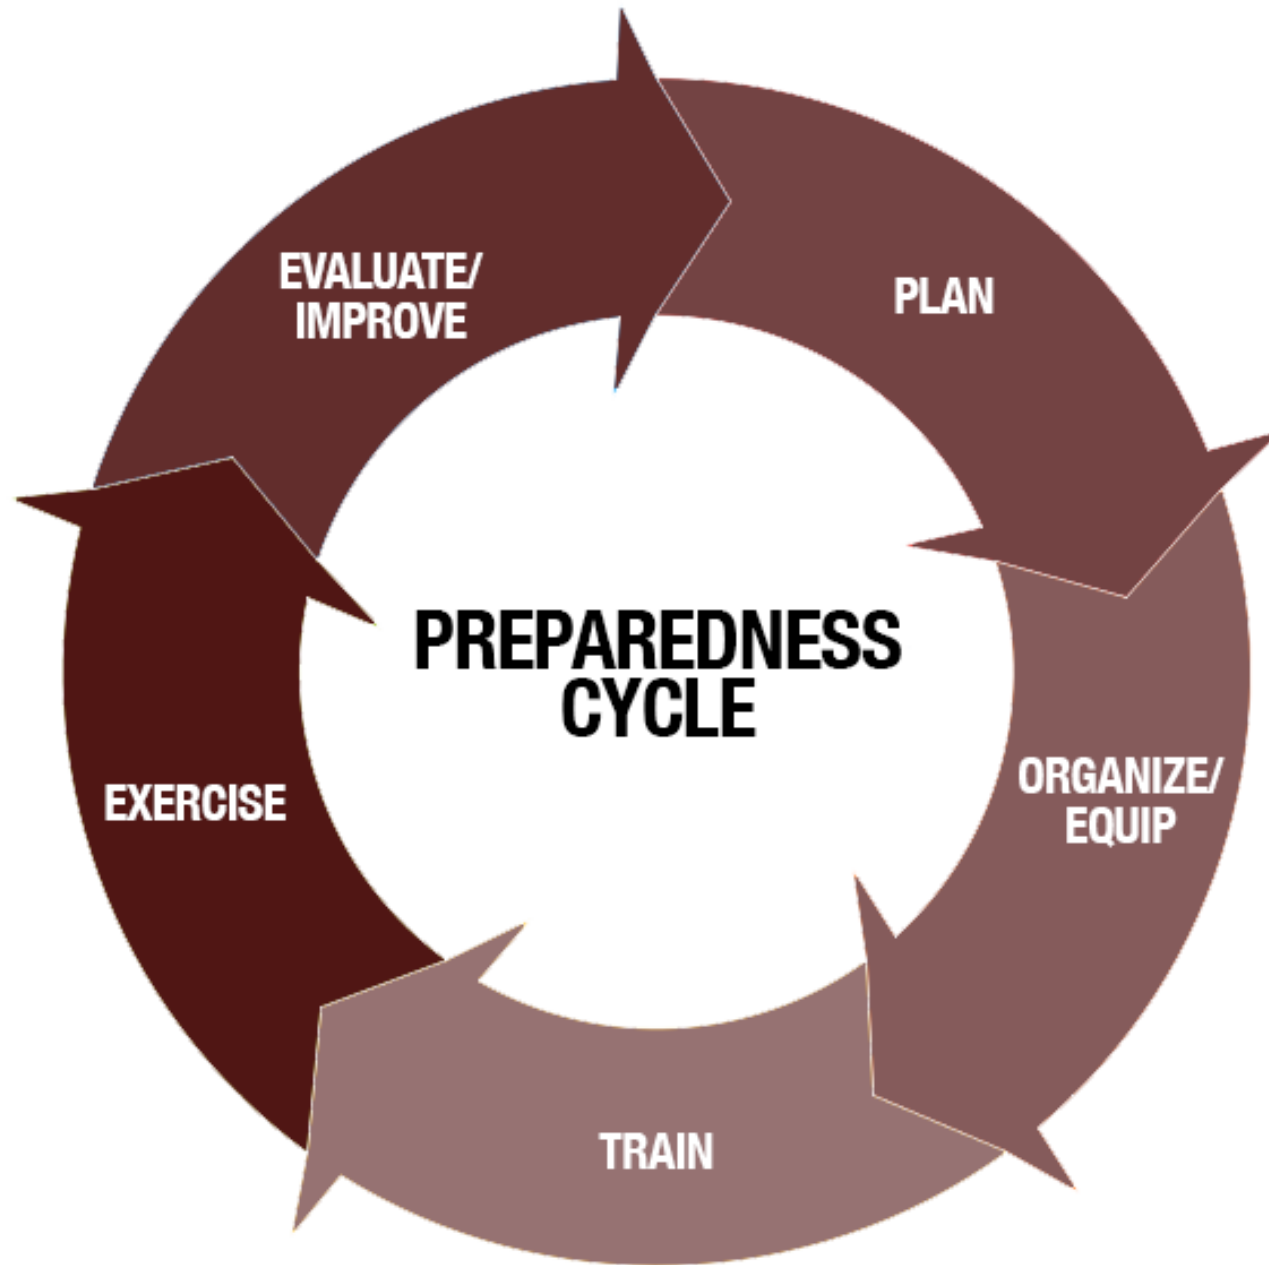 PREPAREDNESS
CYCLE
PLAN
ORGANIZE/
EQUIP
TRAIN
EXERCISE
EVALUATE/
IMPROVE